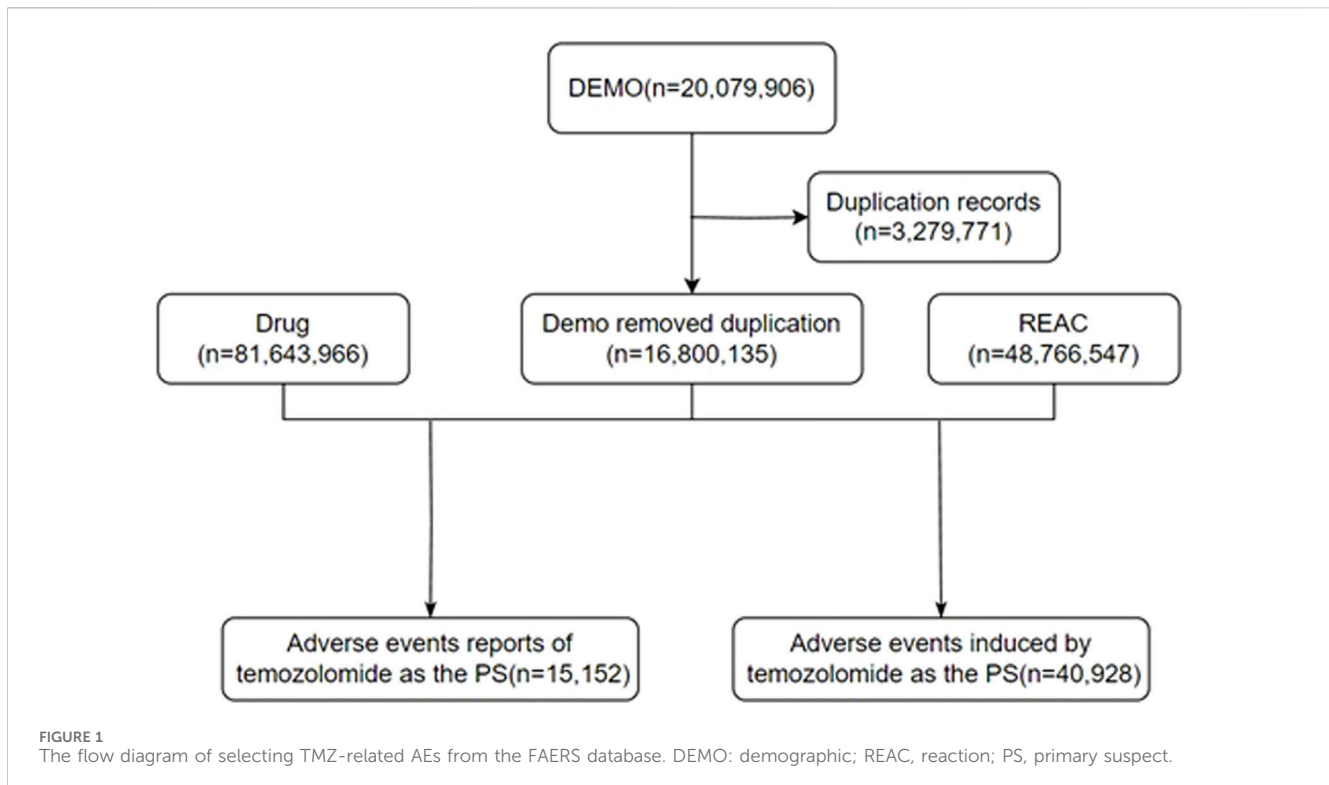 DEMO(n=20,079,906)
Duplication records
(n=3,279,771)
Drug
(n=81,643,966)
Demo removed duplication
(n=16,800,135)
REAC
(n=48,766,547)
Adverse events reports of
temozolomide as the PS(n=15,152)
Adverse events induced by
temozolomide as the PS(n=40,928)
FIGURE 1
The flow diagram of selecting TMZ-related AEs from the FAERS database. DEMO: demographic; REAC, reaction; PS, primary suspect.